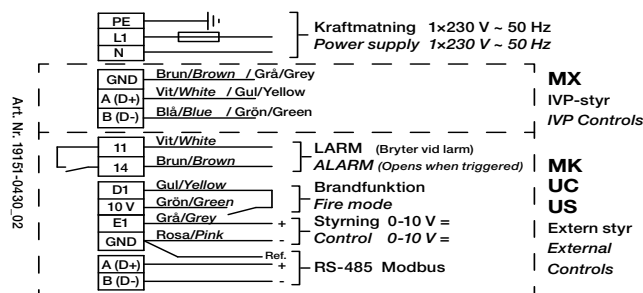 PE
L1
N
Kraftmatning 1×230 V ~ 50 Hz
Power supply 1×230 V ~ 50 Hz
GND Brun/Brown / Grå/Grey
A (D+) Vit/White / Gul/Yellow
B (D-) Blå/Blue / Grön/Green
MX
IVP-styr
IVP Controls
Art. Nr. 19151-0430_02
11 Vit/White
14 Brun/Brown
LARM (Bryter vid larm)
ALARM (Opens when triggered)
D1 Gul/Yellow
10 V Grön/Green
Brandfunktion
Fire mode
E1 Grå/Grey +
GND Rosa/Pink -
Styrning 0-10 V =
Control 0-10 V =
Ref.
A (D+) +
B (D-) -
RS-485 Modbus
MK
UC
US
Extern styr
External
Controls